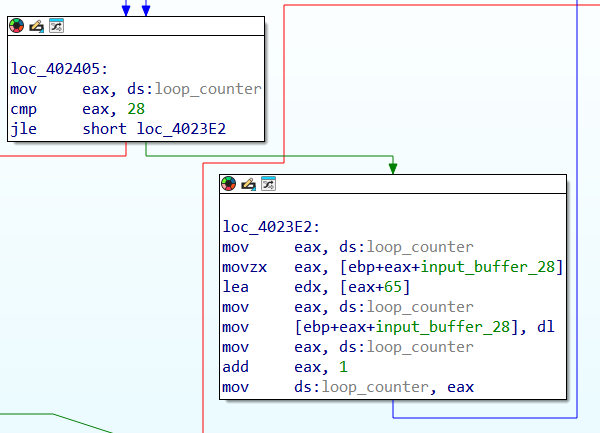 loc_402405:
mov eax, ds:loop_counter
cmp eax, 28
jle short loc_4023E2
loc_4023E2:
mov eax, ds:loop_counter
movzx eax, [ebp+eax+input_buffer_28]
lea edx, [eax+65]
mov eax, ds:loop_counter
mov [ebp+eax+input_buffer_28], dl
mov eax, ds:loop_counter
add eax, 1
mov ds:loop_counter, eax